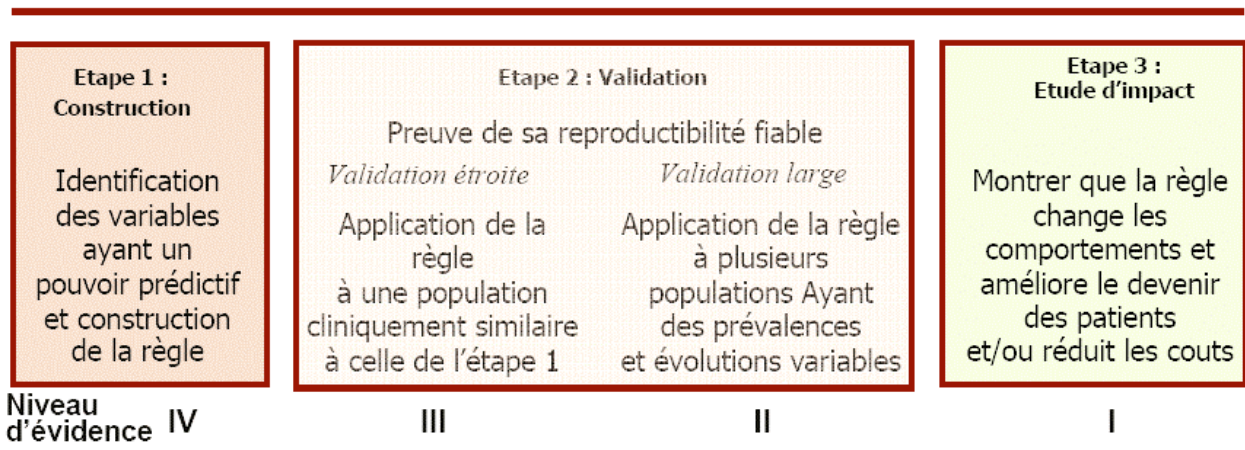 Etape 1 :
Construction
Identification
des variables
ayant un
pouvoir prédictif
et construction
de la règle
Etape 2 : Validation
Preuve de sa reproductibilité fiable
Validation étroite
Application de la
règle
à une population
cliniquement similaire
à celle de l'étape 1
Validation large
Application de la règle
à plusieurs
populations Ayant
des prévalences
et évolutions variables
Etape 3 :
Etude d'impact
Montrer que la règle
change les
comportements et
améliore le devenir
des patients
et/ou réduit les couts
Niveau
d'évidence IV
III
II
I